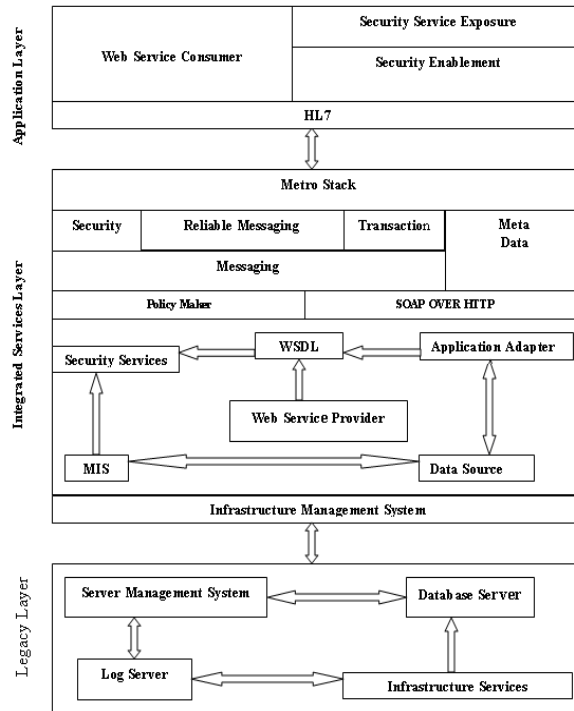 Application Layer
Web Service Consumer
Security Service Exposure
Security Enablement
HL7
Integrated Services Layer
Metro Stack
Security
Reliable Messaging
Transaction
Meta
Data
Messaging
Policy Maker
SOAP OVER HTTP
Security Services
WSDL
Application Adapter
Web Service Provider
MIS
Data Source
Infrastructure Management System
Legacy Layer
Server Management System
Database Server
Log Server
Infrastructure Services